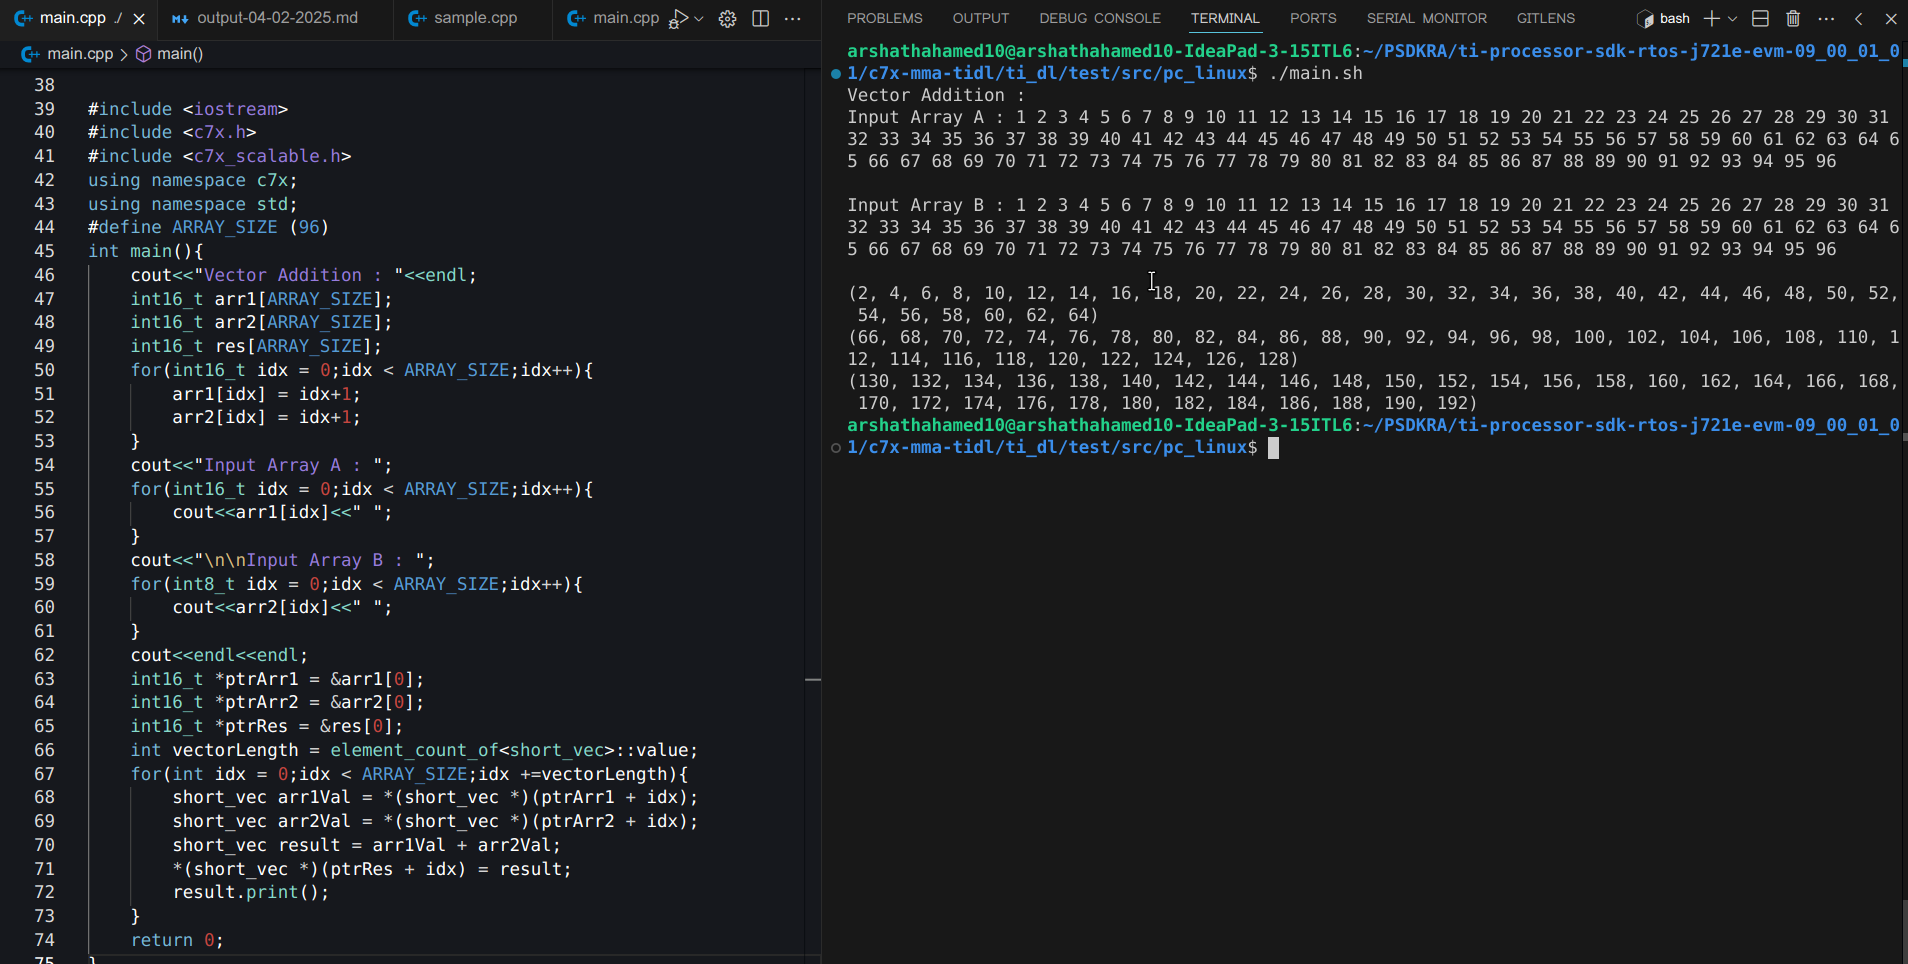 main.cpp ./
output-04-02-2025.md
sample.cpp
main.cpp
main.cpp > main()
38
39 #include <iostream>
40 #include <c7x.h>
41 #include <c7x_scalable.h>
42 using namespace c7x;
43 using namespace std;
44 #define ARRAY_SIZE (96)
45 int main(){
46     cout<<"Vector Addition : "<<endl;
47     int16_t arr1[ARRAY_SIZE];
48     int16_t arr2[ARRAY_SIZE];
49     int16_t res[ARRAY_SIZE];
50     for(int16_t idx = 0;idx < ARRAY_SIZE;idx++){
51         arr1[idx] = idx+1;
52         arr2[idx] = idx+1;
53     }
54     cout<<"Input Array A : ";
55     for(int16_t idx = 0;idx < ARRAY_SIZE;idx++){
56         cout<<arr1[idx]<<" ";
57     }
58     cout<<"\n\nInput Array B : ";
59     for(int8_t idx = 0;idx < ARRAY_SIZE;idx++){
60         cout<<arr2[idx]<<" ";
61     }
62     cout<<endl<<endl;
63     int16_t *ptrArr1 = &arr1[0];
64     int16_t *ptrArr2 = &arr2[0];
65     int16_t *ptrRes = &res[0];
66     int vectorLength = element_count_of<short_vec>::value;
67     for(int idx = 0;idx < ARRAY_SIZE;idx +=vectorLength){
68         short_vec arr1Val = *(short_vec *)(ptrArr1 + idx);
69         short_vec arr2Val = *(short_vec *)(ptrArr2 + idx);
70         short_vec result = arr1Val + arr2Val;
71         *(short_vec *)(ptrRes + idx) = result;
72         result.print();
73     }
74     return 0;
75 }
PROBLEMS OUTPUT DEBUG CONSOLE TERMINAL PORTS SERIAL MONITOR GITLENS
bash
arshathahamed10@arshathahamed10-IdeaPad-3-15ITL6:~/PSDKRA/ti-processor-sdk-rtos-j721e-evm-09_00_01_0
1/c7x-mma-tidl/ti_dl/test/src/pc_linux$ ./main.sh
Vector Addition :
Input Array A : 1 2 3 4 5 6 7 8 9 10 11 12 13 14 15 16 17 18 19 20 21 22 23 24 25 26 27 28 29 30 31
32 33 34 35 36 37 38 39 40 41 42 43 44 45 46 47 48 49 50 51 52 53 54 55 56 57 58 59 60 61 62 63 64 6
5 66 67 68 69 70 71 72 73 74 75 76 77 78 79 80 81 82 83 84 85 86 87 88 89 90 91 92 93 94 95 96
Input Array B : 1 2 3 4 5 6 7 8 9 10 11 12 13 14 15 16 17 18 19 20 21 22 23 24 25 26 27 28 29 30 31
32 33 34 35 36 37 38 39 40 41 42 43 44 45 46 47 48 49 50 51 52 53 54 55 56 57 58 59 60 61 62 63 64 6
5 66 67 68 69 70 71 72 73 74 75 76 77 78 79 80 81 82 83 84 85 86 87 88 89 90 91 92 93 94 95 96
(2, 4, 6, 8, 10, 12, 14, 16, 18, 20, 22, 24, 26, 28, 30, 32, 34, 36, 38, 40, 42, 44, 46, 48, 50, 52,
54, 56, 58, 60, 62, 64)
(66, 68, 70, 72, 74, 76, 78, 80, 82, 84, 86, 88, 90, 92, 94, 96, 98, 100, 102, 104, 106, 108, 110, 1
12, 114, 116, 118, 120, 122, 124, 126, 128)
(130, 132, 134, 136, 138, 140, 142, 144, 146, 148, 150, 152, 154, 156, 158, 160, 162, 164, 166, 168,
170, 172, 174, 176, 178, 180, 182, 184, 186, 188, 190, 192)
arshathahamed10@arshathahamed10-IdeaPad-3-15ITL6:~/PSDKRA/ti-processor-sdk-rtos-j721e-evm-09_00_01_0
1/c7x-mma-tidl/ti_dl/test/src/pc_linux$